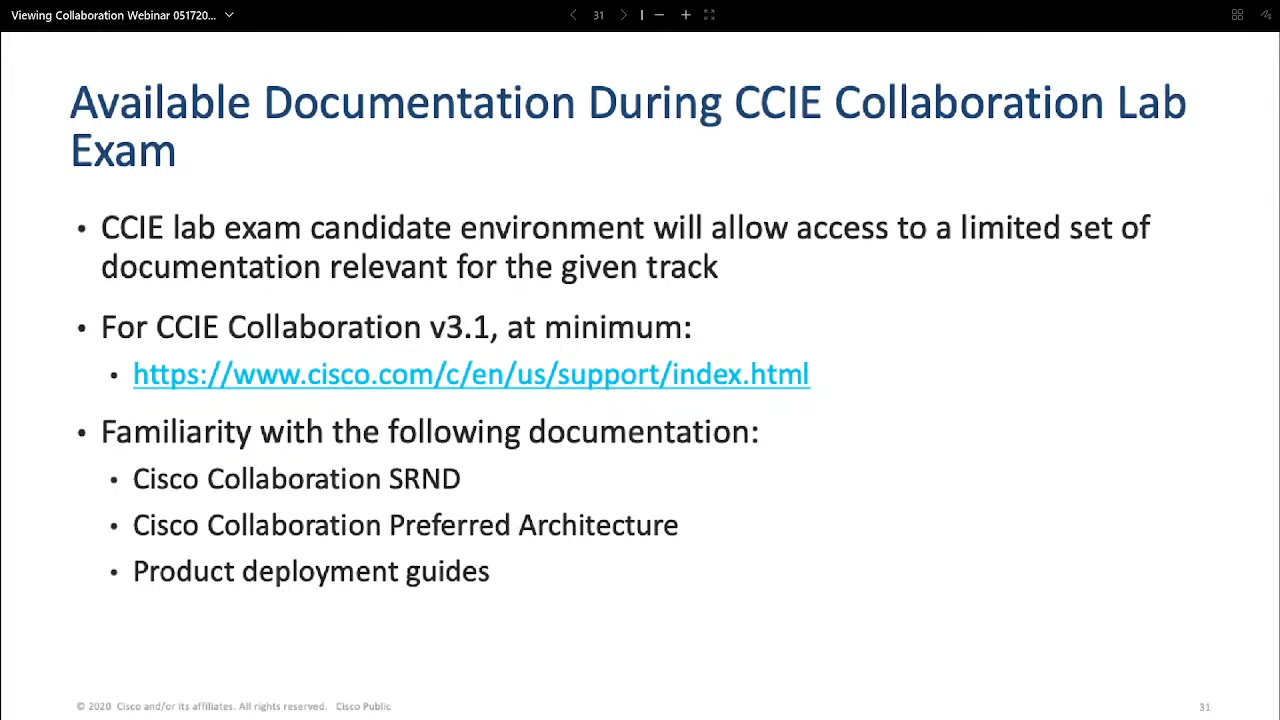 Viewing Collaboration Webinar 051720...
31
Available Documentation During CCIE Collaboration Lab
Exam
• CCIE lab exam candidate environment will allow access to a limited set of
documentation relevant for the given track
• For CCIE Collaboration v3.1, at minimum:
• https://www.cisco.com/c/en/us/support/index.html
• Familiarity with the following documentation:
• Cisco Collaboration SRND
• Cisco Collaboration Preferred Architecture
• Product deployment guides
© 2020 Cisco and/or its affiliates. All rights reserved. Cisco Public
31